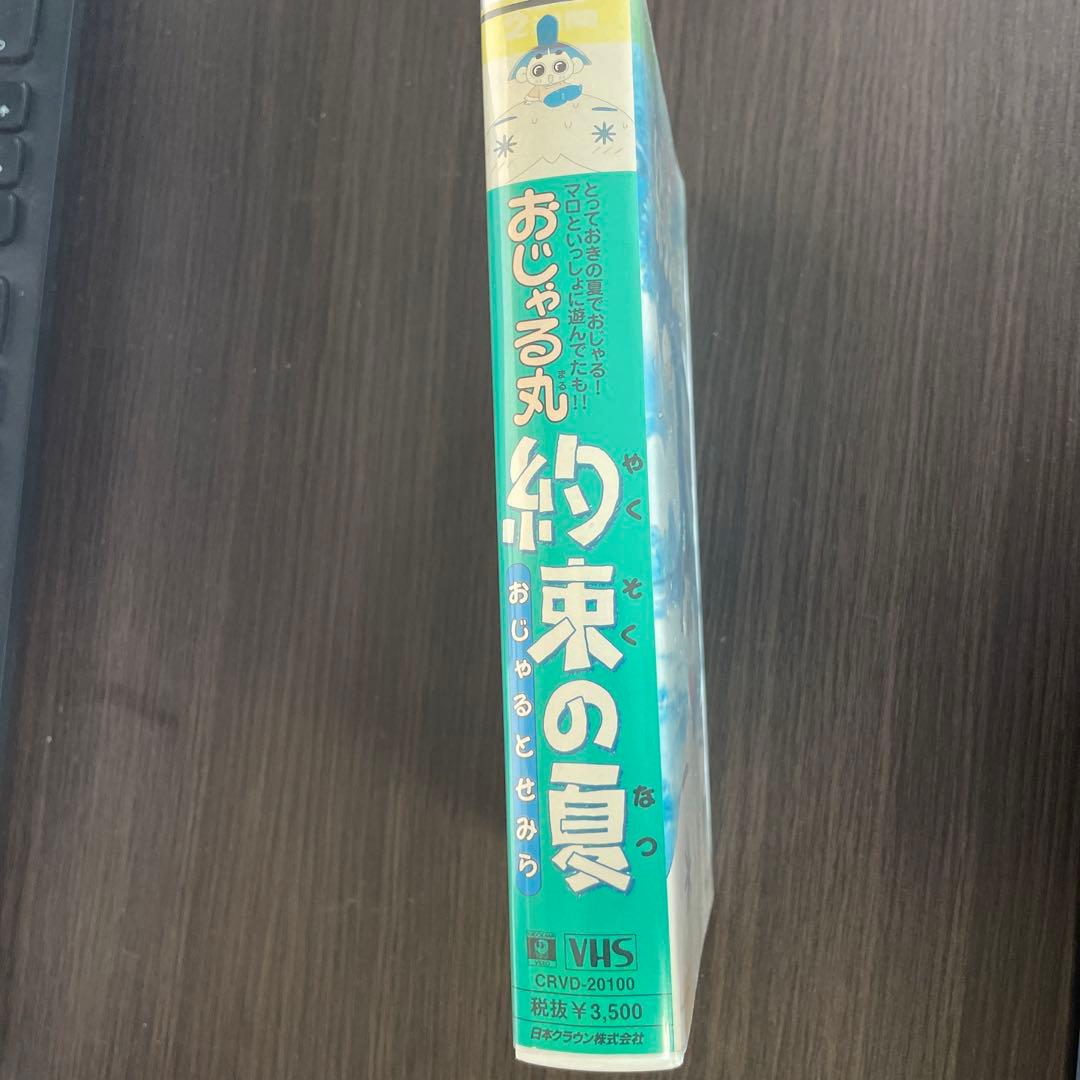 とっておきの夏でおじゃる!
マロといっしょに遊んでたも!!
おじゃる丸
まる
約束の夏
やくそく
なつ
おじゃるとせみら
VHS
CRVD-20100
税抜¥3,500
日本クラウン株式会社